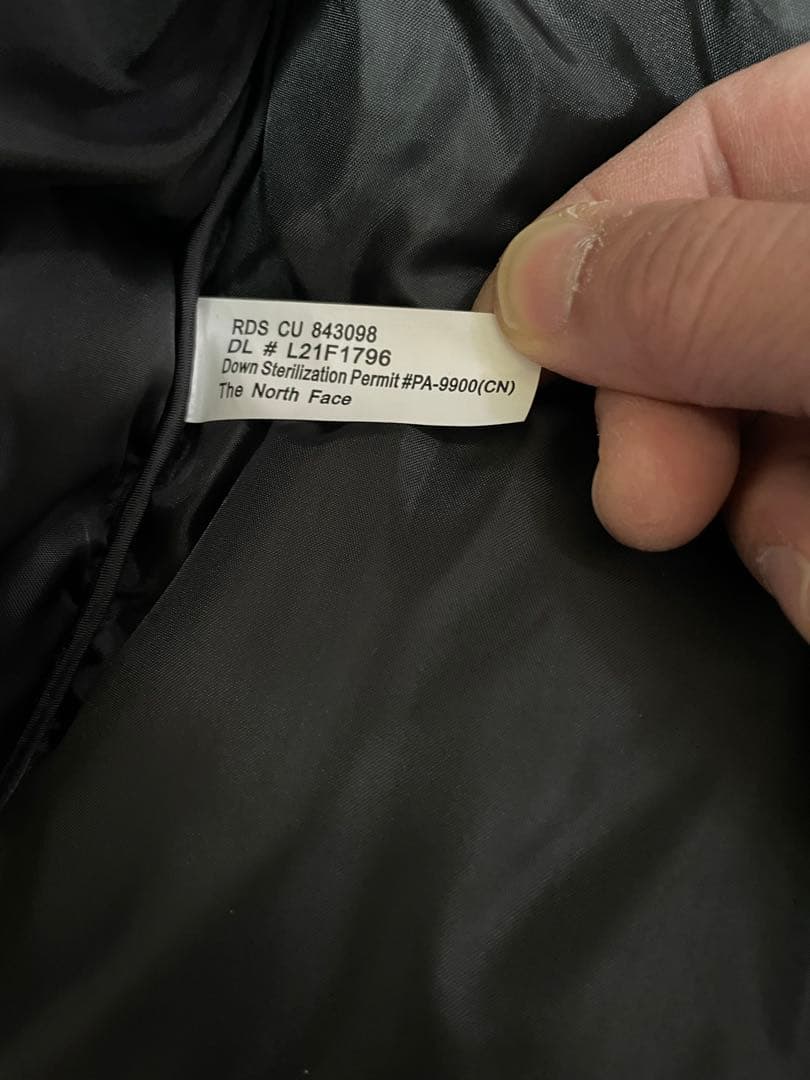 RDS CU 843098
DL # L21F1796
Down Sterilization Permit #PA-9900(CN)
The North Face